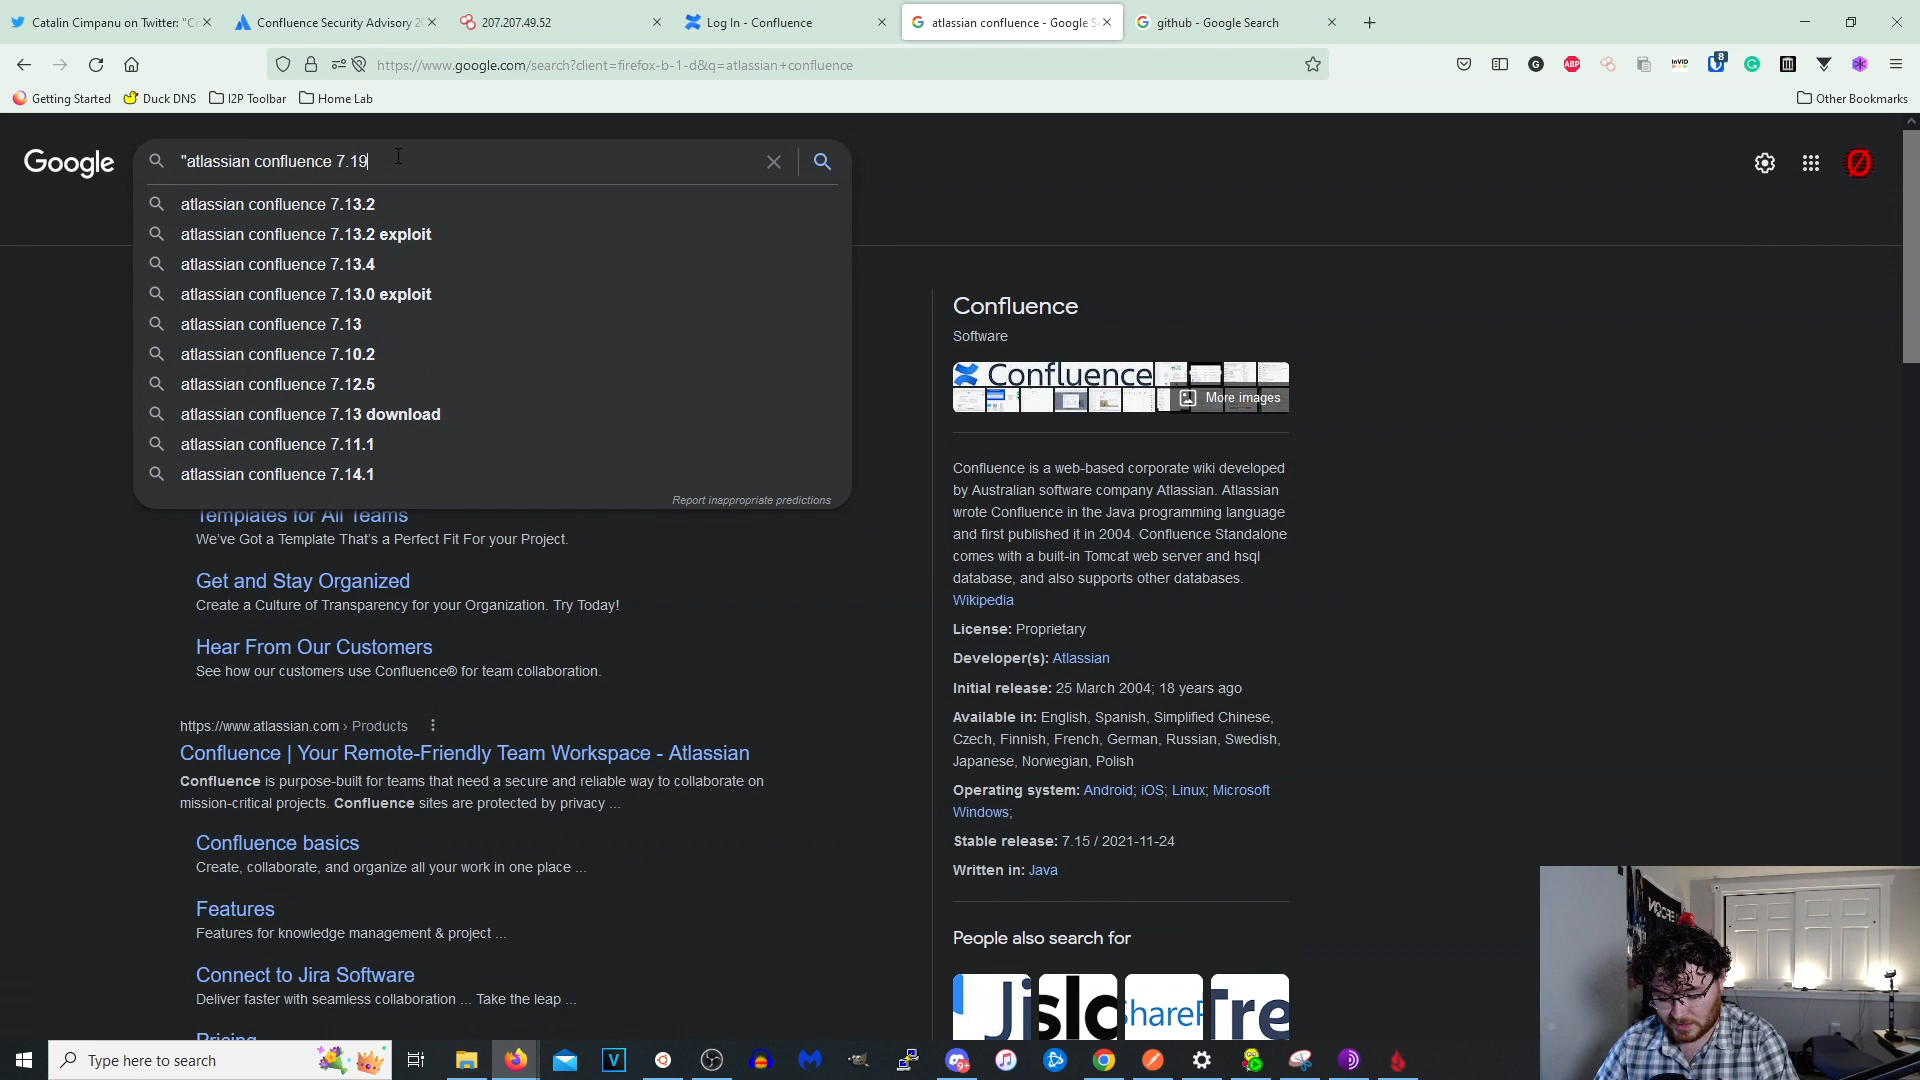 Catalin Cimpanu on Twitter: "Co
Confluence Security Advisory 20
207.207.49.52
Log In - Confluence
atlassian confluence - Google S
github - Google Search
https://www.google.com/search?client=firefox-b-1-d&q=atlassian+confluence
Getting Started
Duck DNS
I2P Toolbar
Home Lab
Other Bookmarks
Google
"atlassian confluence 7.19
atlassian confluence 7.13.2
atlassian confluence 7.13.2 exploit
atlassian confluence 7.13.4
atlassian confluence 7.13.0 exploit
atlassian confluence 7.13
atlassian confluence 7.10.2
atlassian confluence 7.12.5
atlassian confluence 7.13 download
atlassian confluence 7.11.1
atlassian confluence 7.14.1
Report inappropriate predictions
Templates for All Teams
We've Got a Template That's a Perfect Fit For your Project.
Get and Stay Organized
Create a Culture of Transparency for your Organization. Try Today!
Hear From Our Customers
See how our customers use Confluence® for team collaboration.
https://www.atlassian.com › Products
Confluence | Your Remote-Friendly Team Workspace - Atlassian
Confluence is purpose-built for teams that need a secure and reliable way to collaborate on
mission-critical projects. Confluence sites are protected by privacy ...
Confluence basics
Create, collaborate, and organize all your work in one place ...
Features
Features for knowledge management & project ...
Connect to Jira Software
Deliver faster with seamless collaboration ... Take the leap ...
Pricing
Confluence
Software
Confluence
More images
Confluence is a web-based corporate wiki developed
by Australian software company Atlassian. Atlassian
wrote Confluence in the Java programming language
and first published it in 2004. Confluence Standalone
comes with a built-in Tomcat web server and hsql
database, and also supports other databases.
Wikipedia
License: Proprietary
Developer(s): Atlassian
Initial release: 25 March 2004; 18 years ago
Available in: English, Spanish, Simplified Chinese,
Czech, Finnish, French, German, Russian, Swedish,
Japanese, Norwegian, Polish
Operating system: Android; iOS; Linux; Microsoft
Windows;
Stable release: 7.15 / 2021-11-24
Written in: Java
People also search for
Type here to search